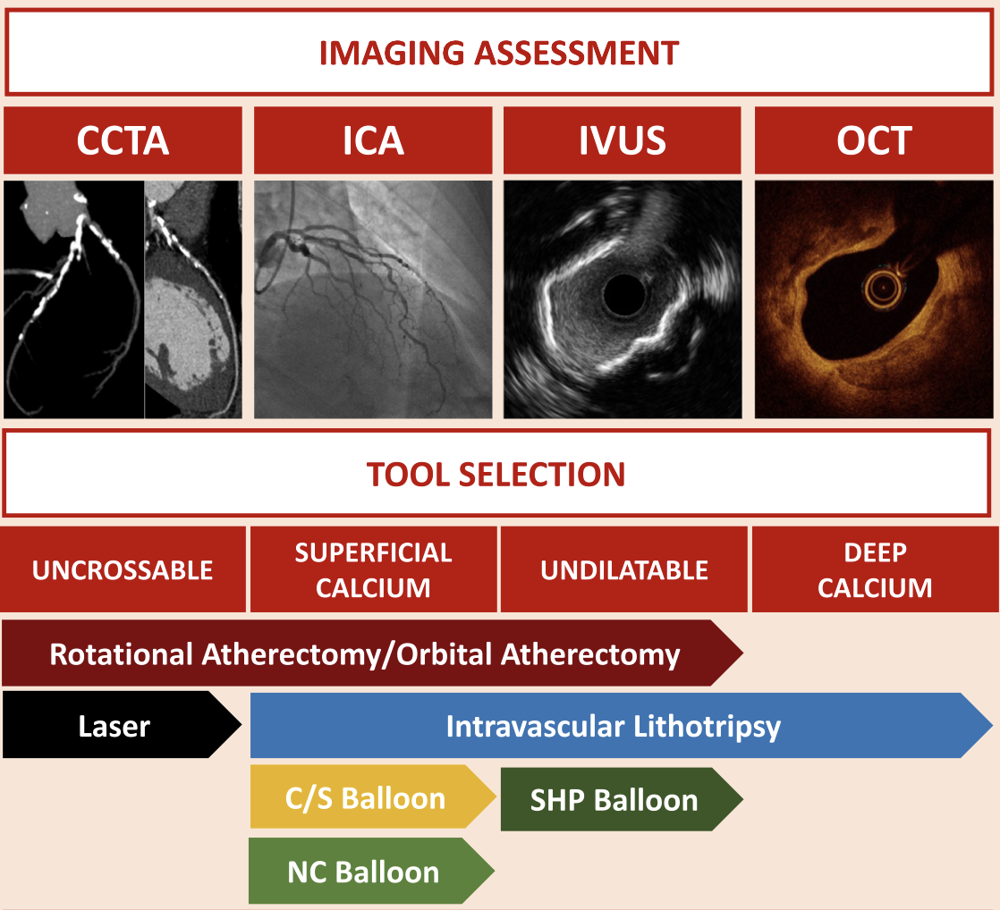 IMAGING ASSESSMENT
CCTA
ICA
IVUS
OCT
TOOL SELECTION
UNCROSSABLE
SUPERFICIAL
CALCIUM
UNDILATABLE
DEEP
CALCIUM
Rotational Atherectomy/Orbital Atherectomy
Laser
Intravascular Lithotripsy
C/S Balloon
SHP Balloon
NC Balloon